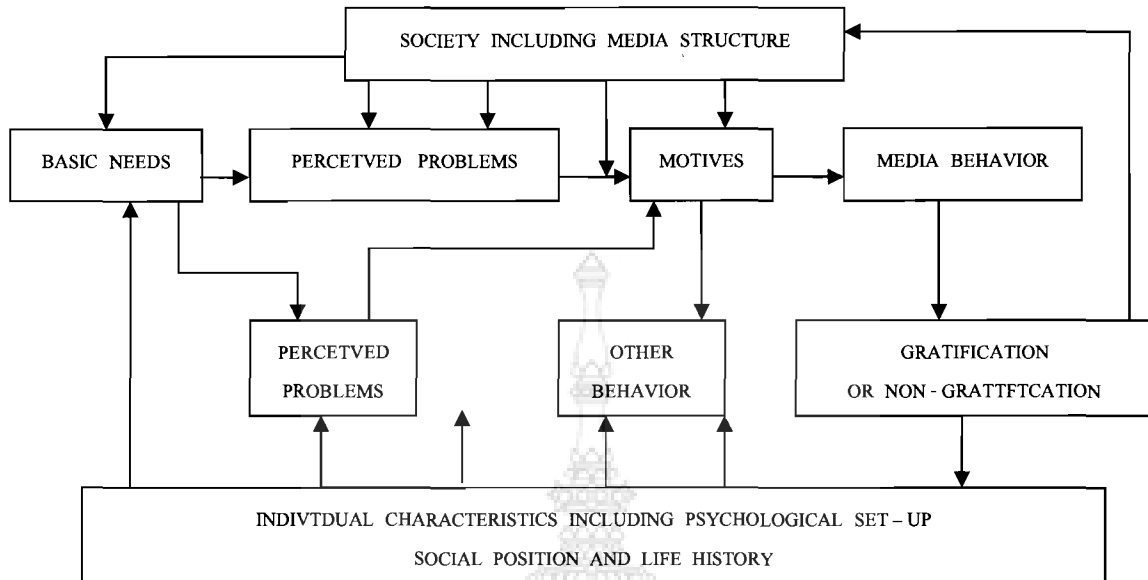 SOCIETY INCLUDING MEDIA STRUCTURE
BASIC NEEDS
PERCETVED PROBLEMS
MOTIVES
MEDIA BEHAVIOR
PERCETVED
PROBLEMS
OTHER
BEHAVIOR
GRATIFICATION
OR NON - GRATTFTCATION
INDIVTDUAL CHARACTERISTICS INCLUDING PSYCHOLOGICAL SET – UP
SOCIAL POSITION AND LIFE HISTORY